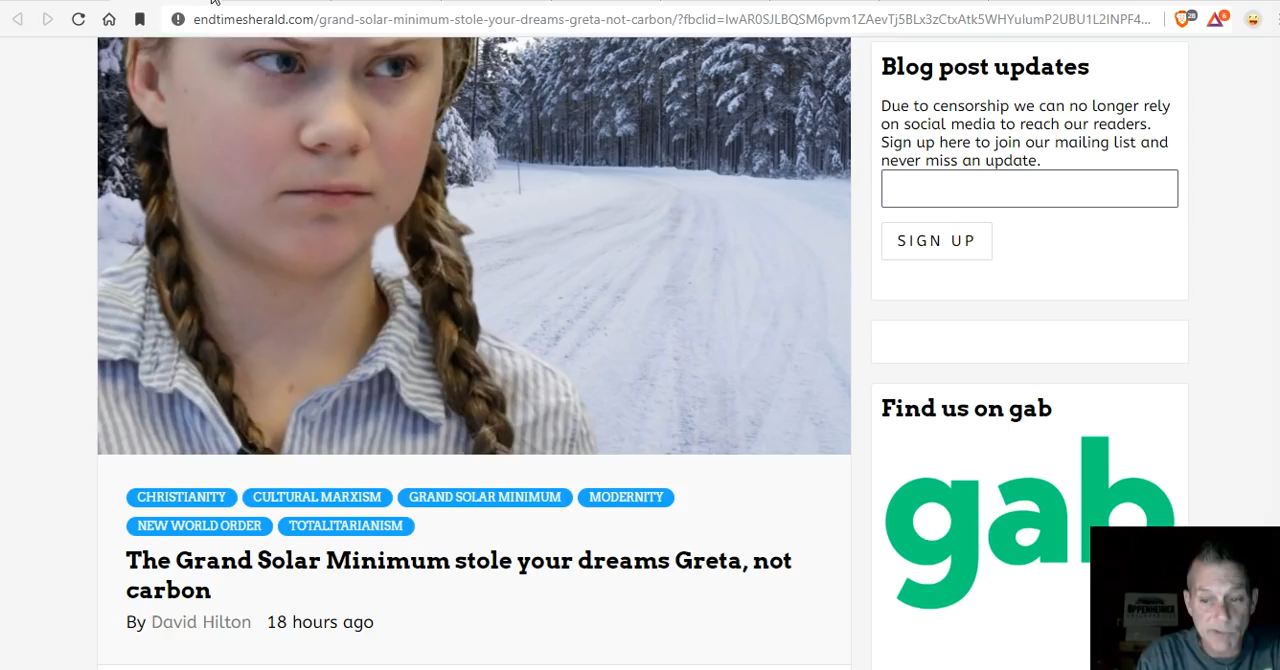 endtimesherald.com/grand-solar-minimum-stole-your-dreams-greta-not-carbon/?fbclid=IwAR0SJLBQSM6pvm1ZAevTj5BLx3zCtxAtk5WHYulumP2UBU1L2INPF4...
28
6
Blog post updates
Due to censorship we can no longer rely
on social media to reach our readers.
Sign up here to join our mailing list and
never miss an update.
SIGN UP
Find us on gab
gab
CHRISTIANITY
CULTURAL MARXISM
GRAND SOLAR MINIMUM
MODERNITY
NEW WORLD ORDER
TOTALITARIANISM
The Grand Solar Minimum stole your dreams Greta, not
carbon
By David Hilton 18 hours ago
OPPENHEIMER